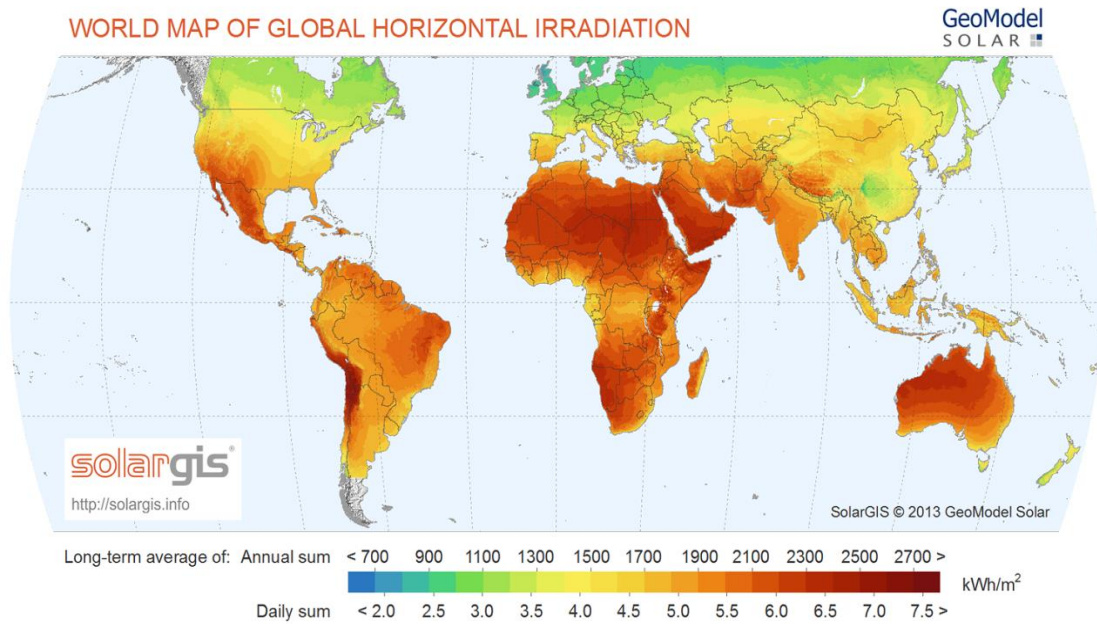 WORLD MAP OF GLOBAL HORIZONTAL IRRADIATION
GeoModel
SOLAR
solargis®
http://solargis.info
SolarGIS © 2013 GeoModel Solar
Long-term average of: Annual sum < 700 900 1100 1300 1500 1700 1900 2100 2300 2500 2700 > kWh/m²
Daily sum < 2.0 2.5 3.0 3.5 4.0 4.5 5.0 5.5 6.0 6.5 7.0 7.5 >